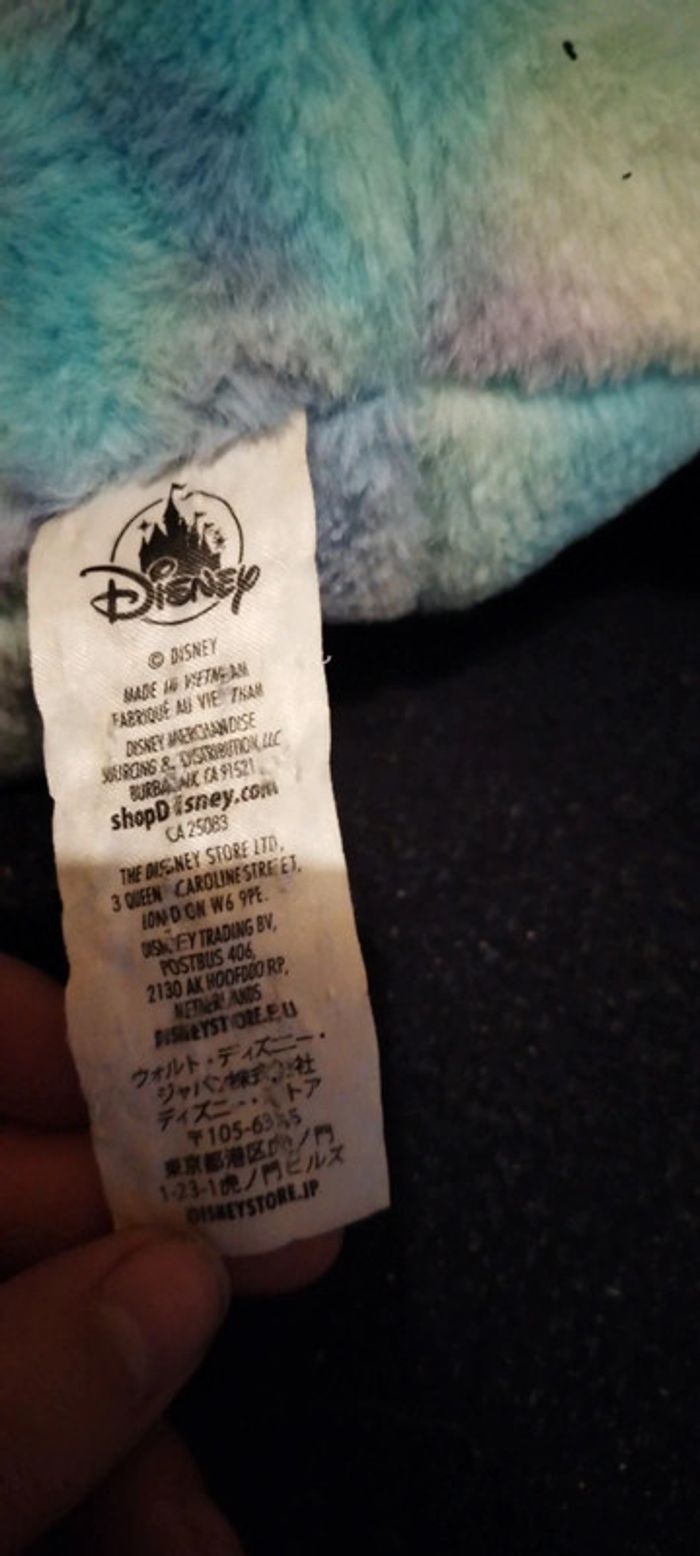 Disney
© DISNEY
MADE IN VIETNAM
FABRIQUÉ AU VIETNAM
DISNEY MERCHANDISE
SOURCING & DISTRIBUTION, LLC
BURBANK CA 91521
shopDisney.com
CA 25083
THE DISNEY STORE LTD,
3 QUEEN CAROLINE STREET,
LONDON W6 9PE.
DISNEY TRADING BV,
POSTBUS 406,
2130 AK HOOFDDORP,
NETHERLANDS
DISNEYSTORE.EU
ウォルト・ディズニー・
ジャパン株式会社
ディズニーストア
〒105-63
東京都港区虎ノ門
1-23-1虎ノ門ヒルズ
DISNEYSTORE.JP